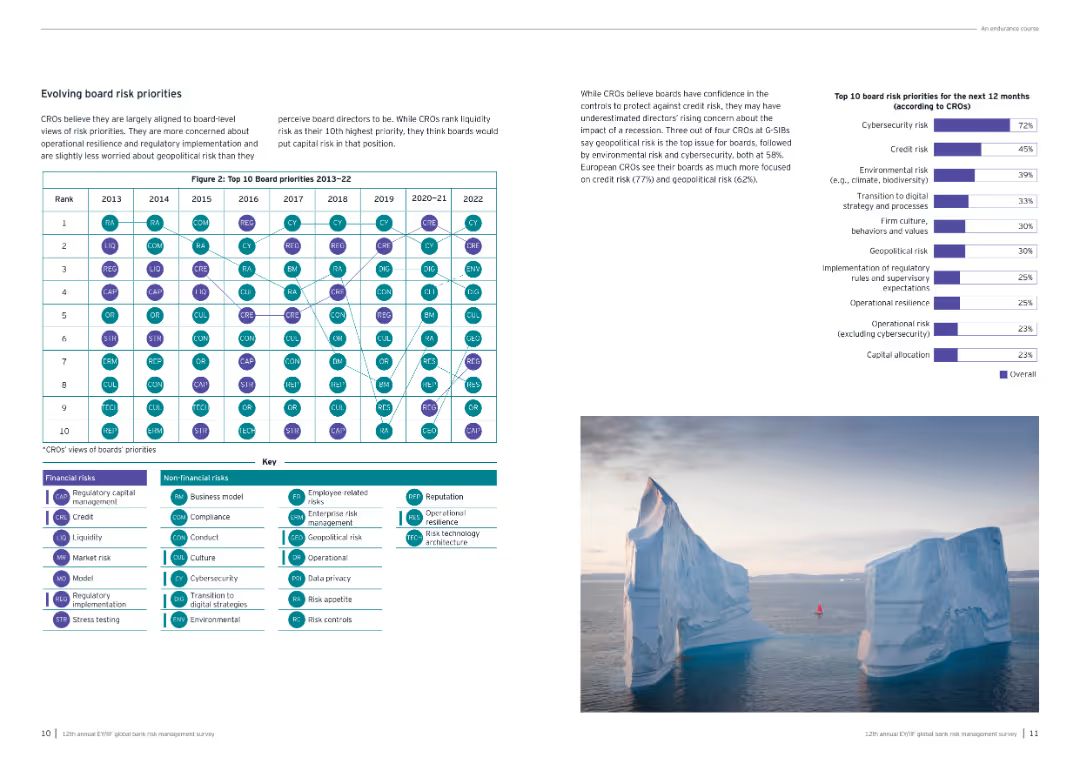 An endurance course
Evolving board risk priorities
CROs believe they are largely aligned to board-level
views of risk priorities. They are more concerned about
operational resilience and regulatory implementation and
are slightly less worried about geopolitical risk than they
perceive board directors to be. While CROs rank liquidity
risk as their 10th highest priority, they think boards would
put capital risk in that position.
Figure 2: Top 10 Board priorities 2013–22
Rank 2013 2014 2015 2016 2017 2018 2019 2020–21 2022
1 RA RA COM REG CY CY CY CRE CY
2 LIQ COM RA CY REG REG CRE CY CRE
3 REG LIQ CRE RA BM RA DIG DIG ENV
4 CAP CAP LIQ CUL RA CRE CON DIG
5 OR OR OR CRE CRE CON REG BM CUL
6 STR STR CON CON CUL OR CUL RA GEO
7 ERM REP OR CAP CON BM OR RES REG
8 CUL CON CAP STR REP REP BM REP RES
9 TECH CUL TECH OR OR CUL RES REG OR
10 REP ERM STR TECH STR CAP RA GEO CAP
*CROs' views of boards' priorities
Key
Financial risks
CAP Regulatory capital
management
CRE Credit
LIQ Liquidity
MR Market risk
MO Model
REG Regulatory
implementation
STR Stress testing
Non-financial risks
BM Business model
COM Compliance
CON Conduct
CUL Culture
CY Cybersecurity
DIG Transition to
digital strategies
ENV Environmental
ER Employee related
risks
ERM Enterprise risk
management
GEO Geopolitical risk
OR Operational
PRI Data privacy
RA Risk appetite
RC Risk controls
REP Reputation
RES Operational
resilience
TECH Risk technology
architecture
10 | 12th annual EY/IIF global bank risk management survey
While CROs believe boards have confidence in the
controls to protect against credit risk, they may have
underestimated directors' rising concern about the
impact of a recession. Three out of four CROs at G-SIBs
say geopolitical risk is the top issue for boards, followed
by environmental risk and cybersecurity, both at 58%.
European CROs see their boards as much more focused
on credit risk (77%) and geopolitical risk (62%).
Top 10 board risk priorities for the next 12 months
(according to CROs)
Cybersecurity risk 72%
Credit risk 45%
Environmental risk
(e.g., climate, biodiversity) 39%
Transition to digital
strategy and processes 33%
Firm culture,
behaviors and values 30%
Geopolitical risk 30%
Implementation of regulatory
rules and supervisory
expectations 25%
Operational resilience 25%
Operational risk
(excluding cybersecurity) 23%
Capital allocation 23%
Overall
12th annual EY/IIF global bank risk management survey | 11